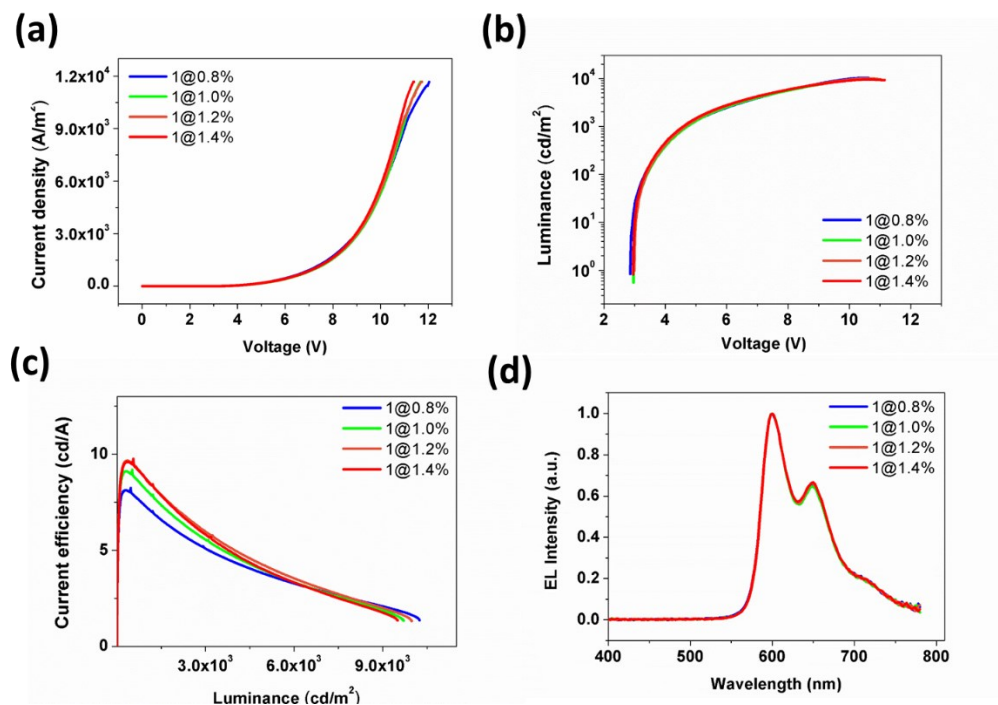 (a)
1@0.8%
1@1.0%
1@1.2%
1@1.4%
1.2x10⁴
9.0x10³
6.0x10³
3.0x10³
0.0
Current density (A/m²)
0 2 4 6 8 10 12
Voltage (V)
(b)
10⁴
10³
10²
10¹
10⁰
Luminance (cd/m²)
1@0.8%
1@1.0%
1@1.2%
1@1.4%
2 4 6 8 10 12
Voltage (V)
(c)
1@0.8%
1@1.0%
1@1.2%
1@1.4%
10
5
0
Current efficiency (cd/A)
3.0x10³ 6.0x10³ 9.0x10³
Luminance (cd/m²)
(d)
1@0.8%
1@1.0%
1@1.2%
1@1.4%
1.0
0.8
0.6
0.4
0.2
0.0
EL Intensity (a.u.)
400 500 600 700 800
Wavelength (nm)